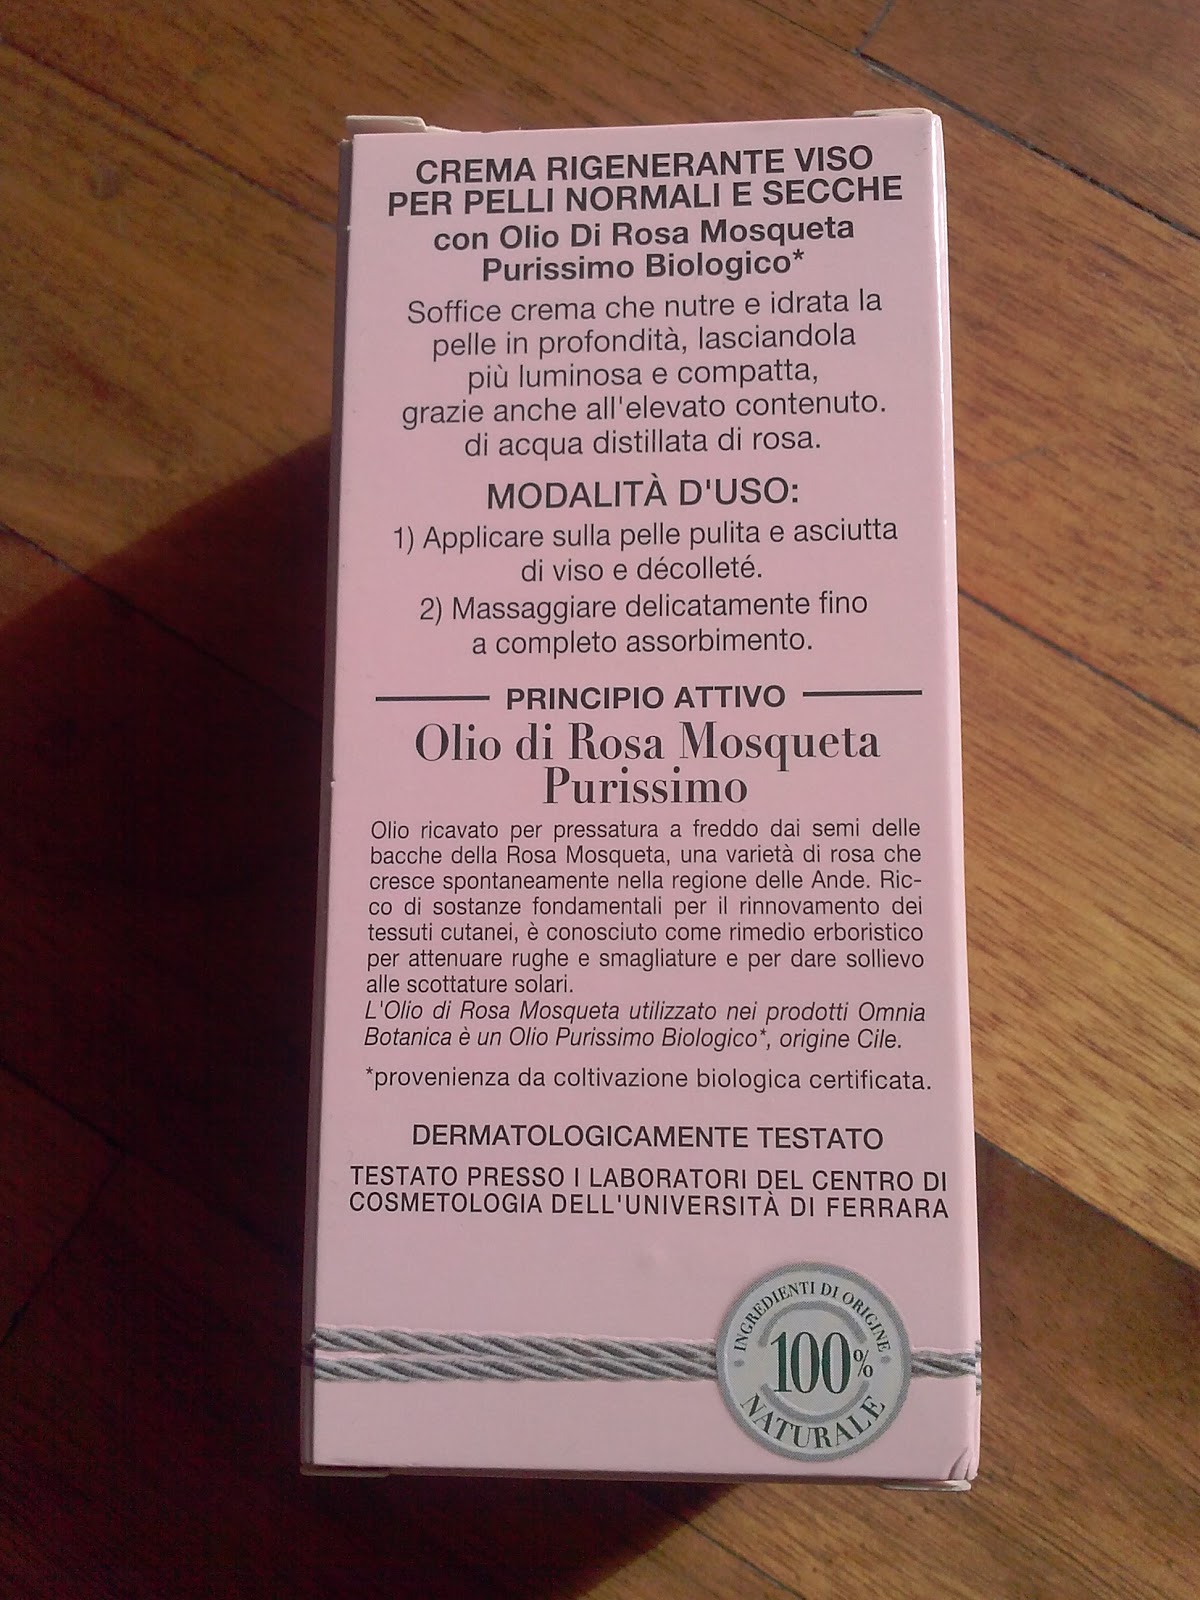 CREMA RIGENERANTE VISO
PER PELLI NORMALI E SECCHE
con Olio Di Rosa Mosqueta
Purissimo Biologico*
Soffice crema che nutre e idrata la
pelle in profondità, lasciandola
più luminosa e compatta,
grazie anche all'elevato contenuto.
di acqua distillata di rosa.
MODALITÀ D'USO:
1) Applicare sulla pelle pulita e asciutta
di viso e décolleté.
2) Massaggiare delicatamente fino
a completo assorbimento.
PRINCIPIO ATTIVO
Olio di Rosa Mosqueta
Purissimo
Olio ricavato per pressatura a freddo dai semi delle
bacche della Rosa Mosqueta, una varietà di rosa che
cresce spontaneamente nella regione delle Ande. Ric-
co di sostanze fondamentali per il rinnovamento dei
tessuti cutanei, è conosciuto come rimedio erboristico
per attenuare rughe e smagliature e per dare sollievo
alle scottature solari.
L'Olio di Rosa Mosqueta utilizzato nei prodotti Omnia
Botanica è un Olio Purissimo Biologico*, origine Cile.
*provenienza da coltivazione biologica certificata.
DERMATOLOGICAMENTE TESTATO
TESTATO PRESSO I LABORATORI DEL CENTRO DI
COSMETOLOGIA DELL'UNIVERSITÀ DI FERRARA
INGREDIENTI DI ORIGINE
100%
NATURALE